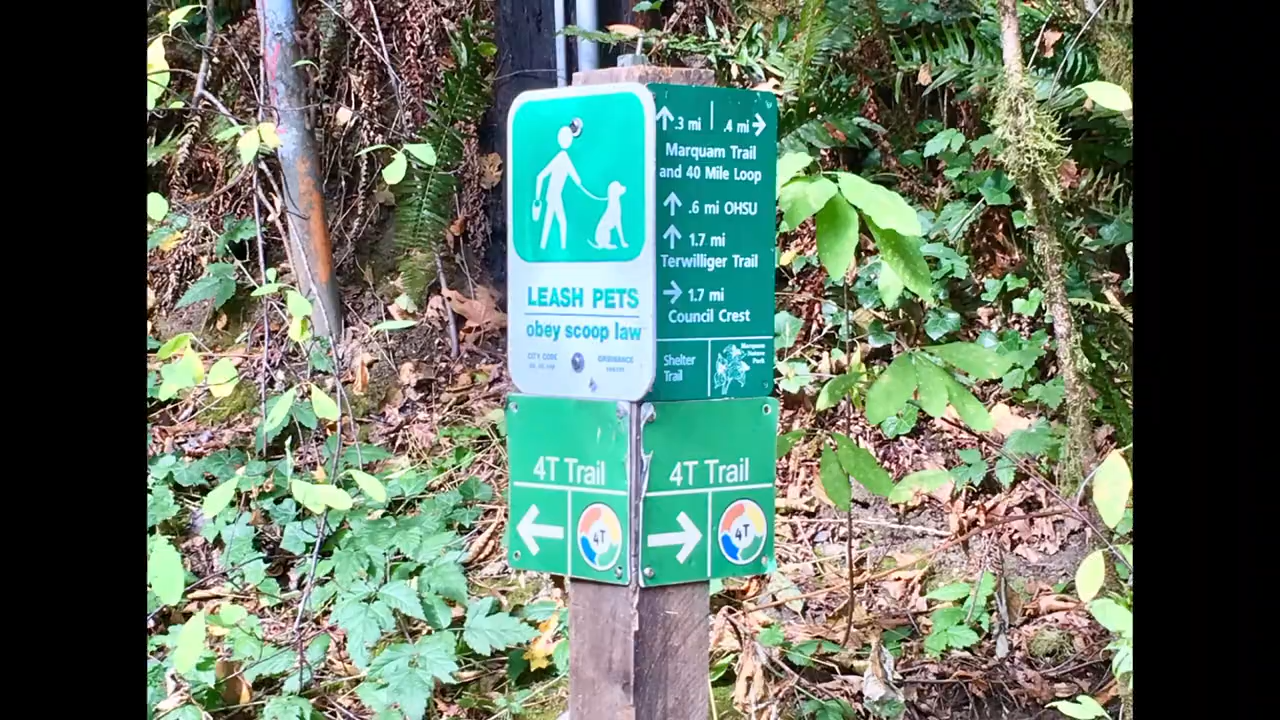 LEASH PETS
obey scoop law
CITY CODE
ORDINANCE
↑ .3 mi | .4 mi →
Marquam Trail
and 40 Mile Loop
↑ .6 mi OHSU
↑ 1.7 mi
Terwilliger Trail
→ 1.7 mi
Council Crest
Shelter
Trail
Marquam
Nature
Park
4T Trail
← 4T
4T Trail
→ 4T